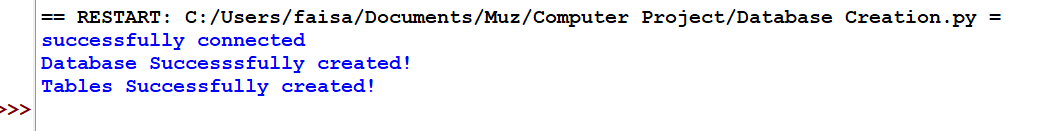 == RESTART: C:/Users/faisa/Documents/Muz/Computer Project/Database Creation.py =
successfully connected
Database Successsfully created!
Tables Successfully created!
>>>